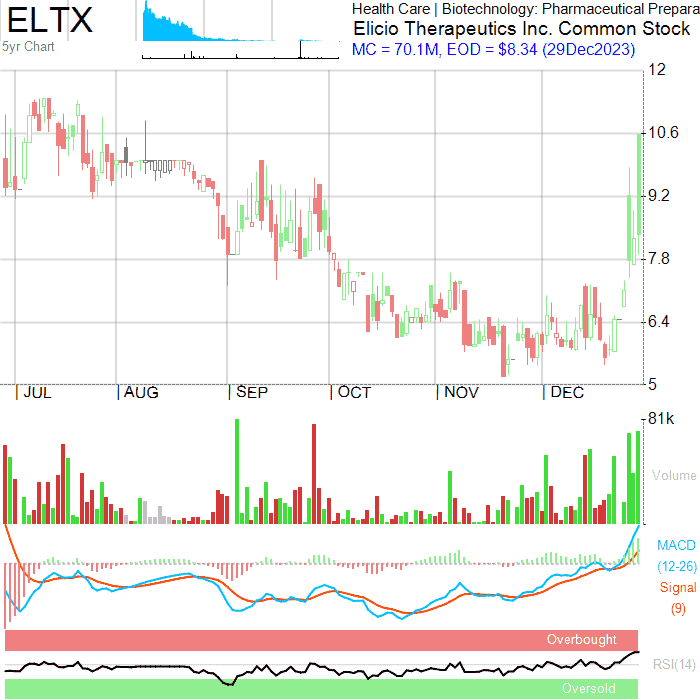 ELTX
5yr Chart
Health Care | Biotechnology: Pharmaceutical Prepara
Elicio Therapeutics Inc. Common Stock
MC = 70.1M, EOD = $8.34 (29Dec2023)
12
10.6
9.2
7.8
6.4
5
JUL AUG SEP OCT NOV DEC
81k
Volume
MACD
(12-26)
Signal
(9)
Overbought
RSI(14)
Oversold